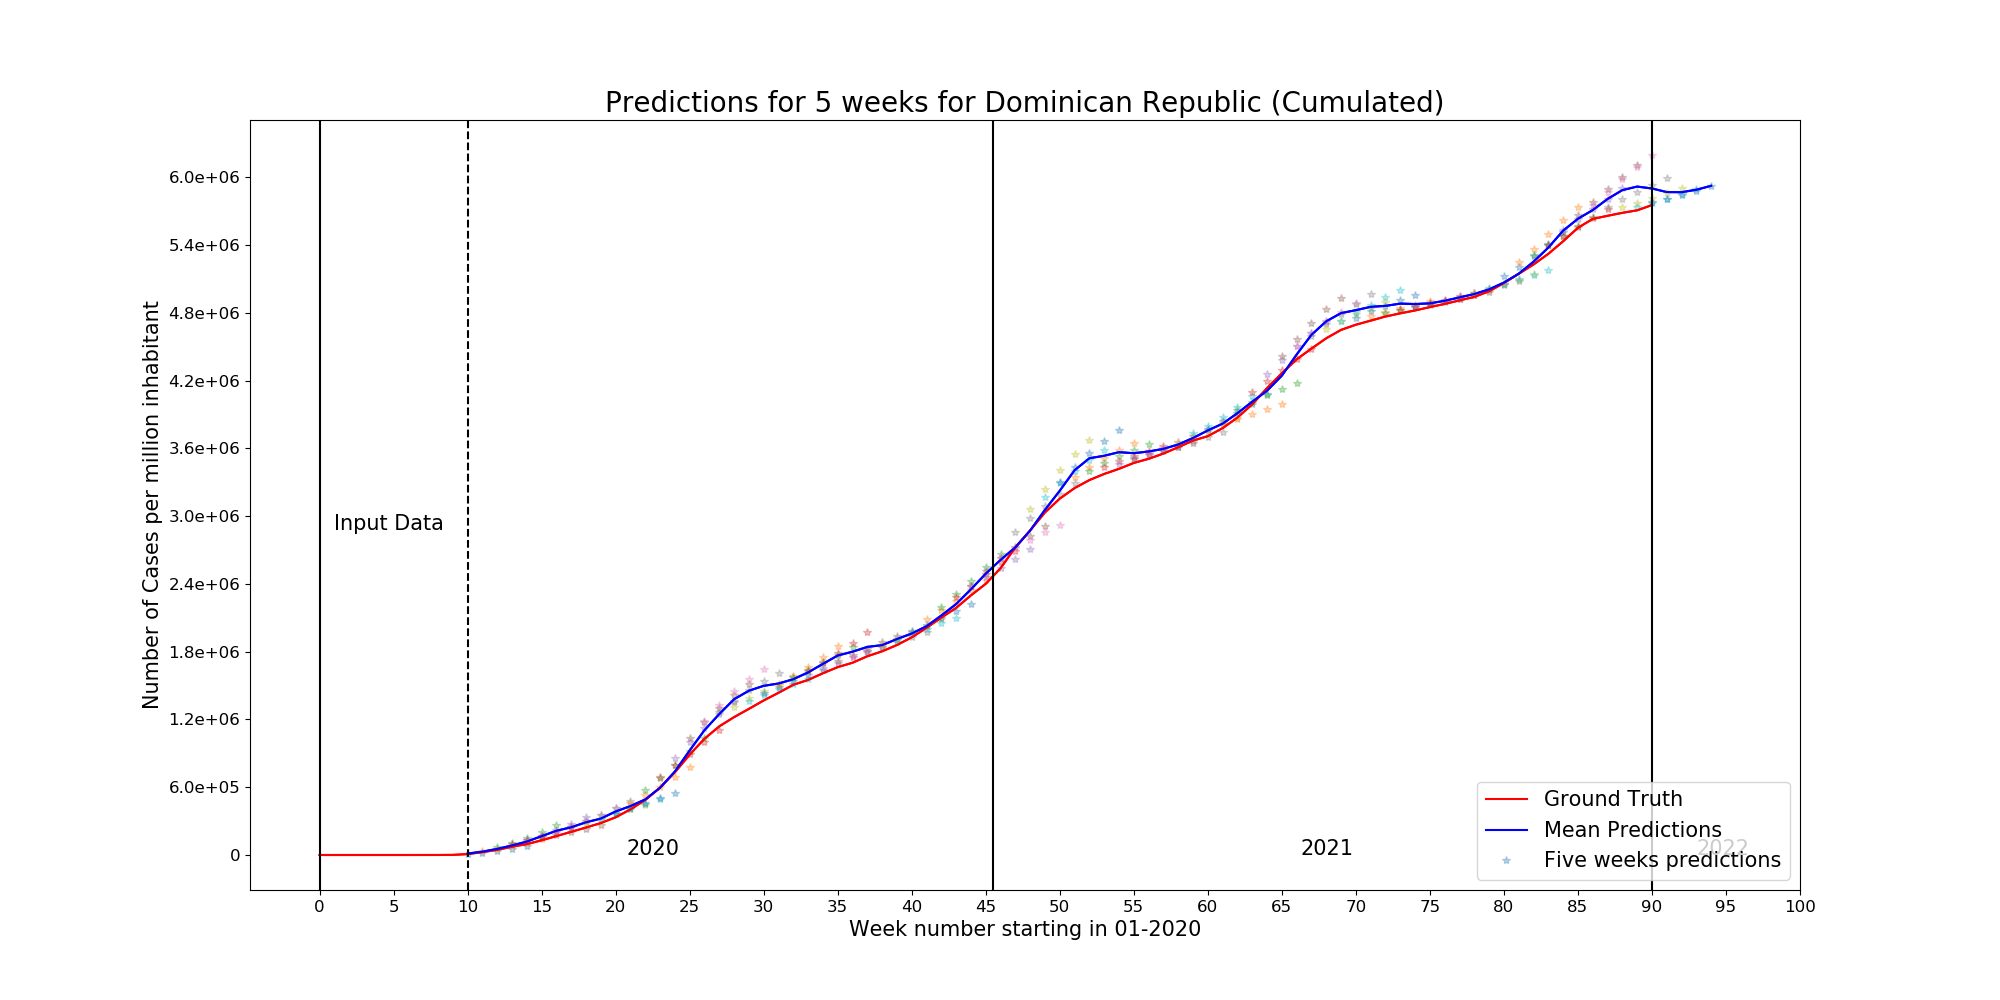 Predictions for 5 weeks for Dominican Republic (Cumulated)
Number of Cases per million inhabitant
6.0e+06
5.4e+06
4.8e+06
4.2e+06
3.6e+06
3.0e+06
2.4e+06
1.8e+06
1.2e+06
6.0e+05
0
Input Data
2020
2021
2022
Ground Truth
Mean Predictions
Five weeks predictions
0 5 10 15 20 25 30 35 40 45 50 55 60 65 70 75 80 85 90 95 100
Week number starting in 01-2020